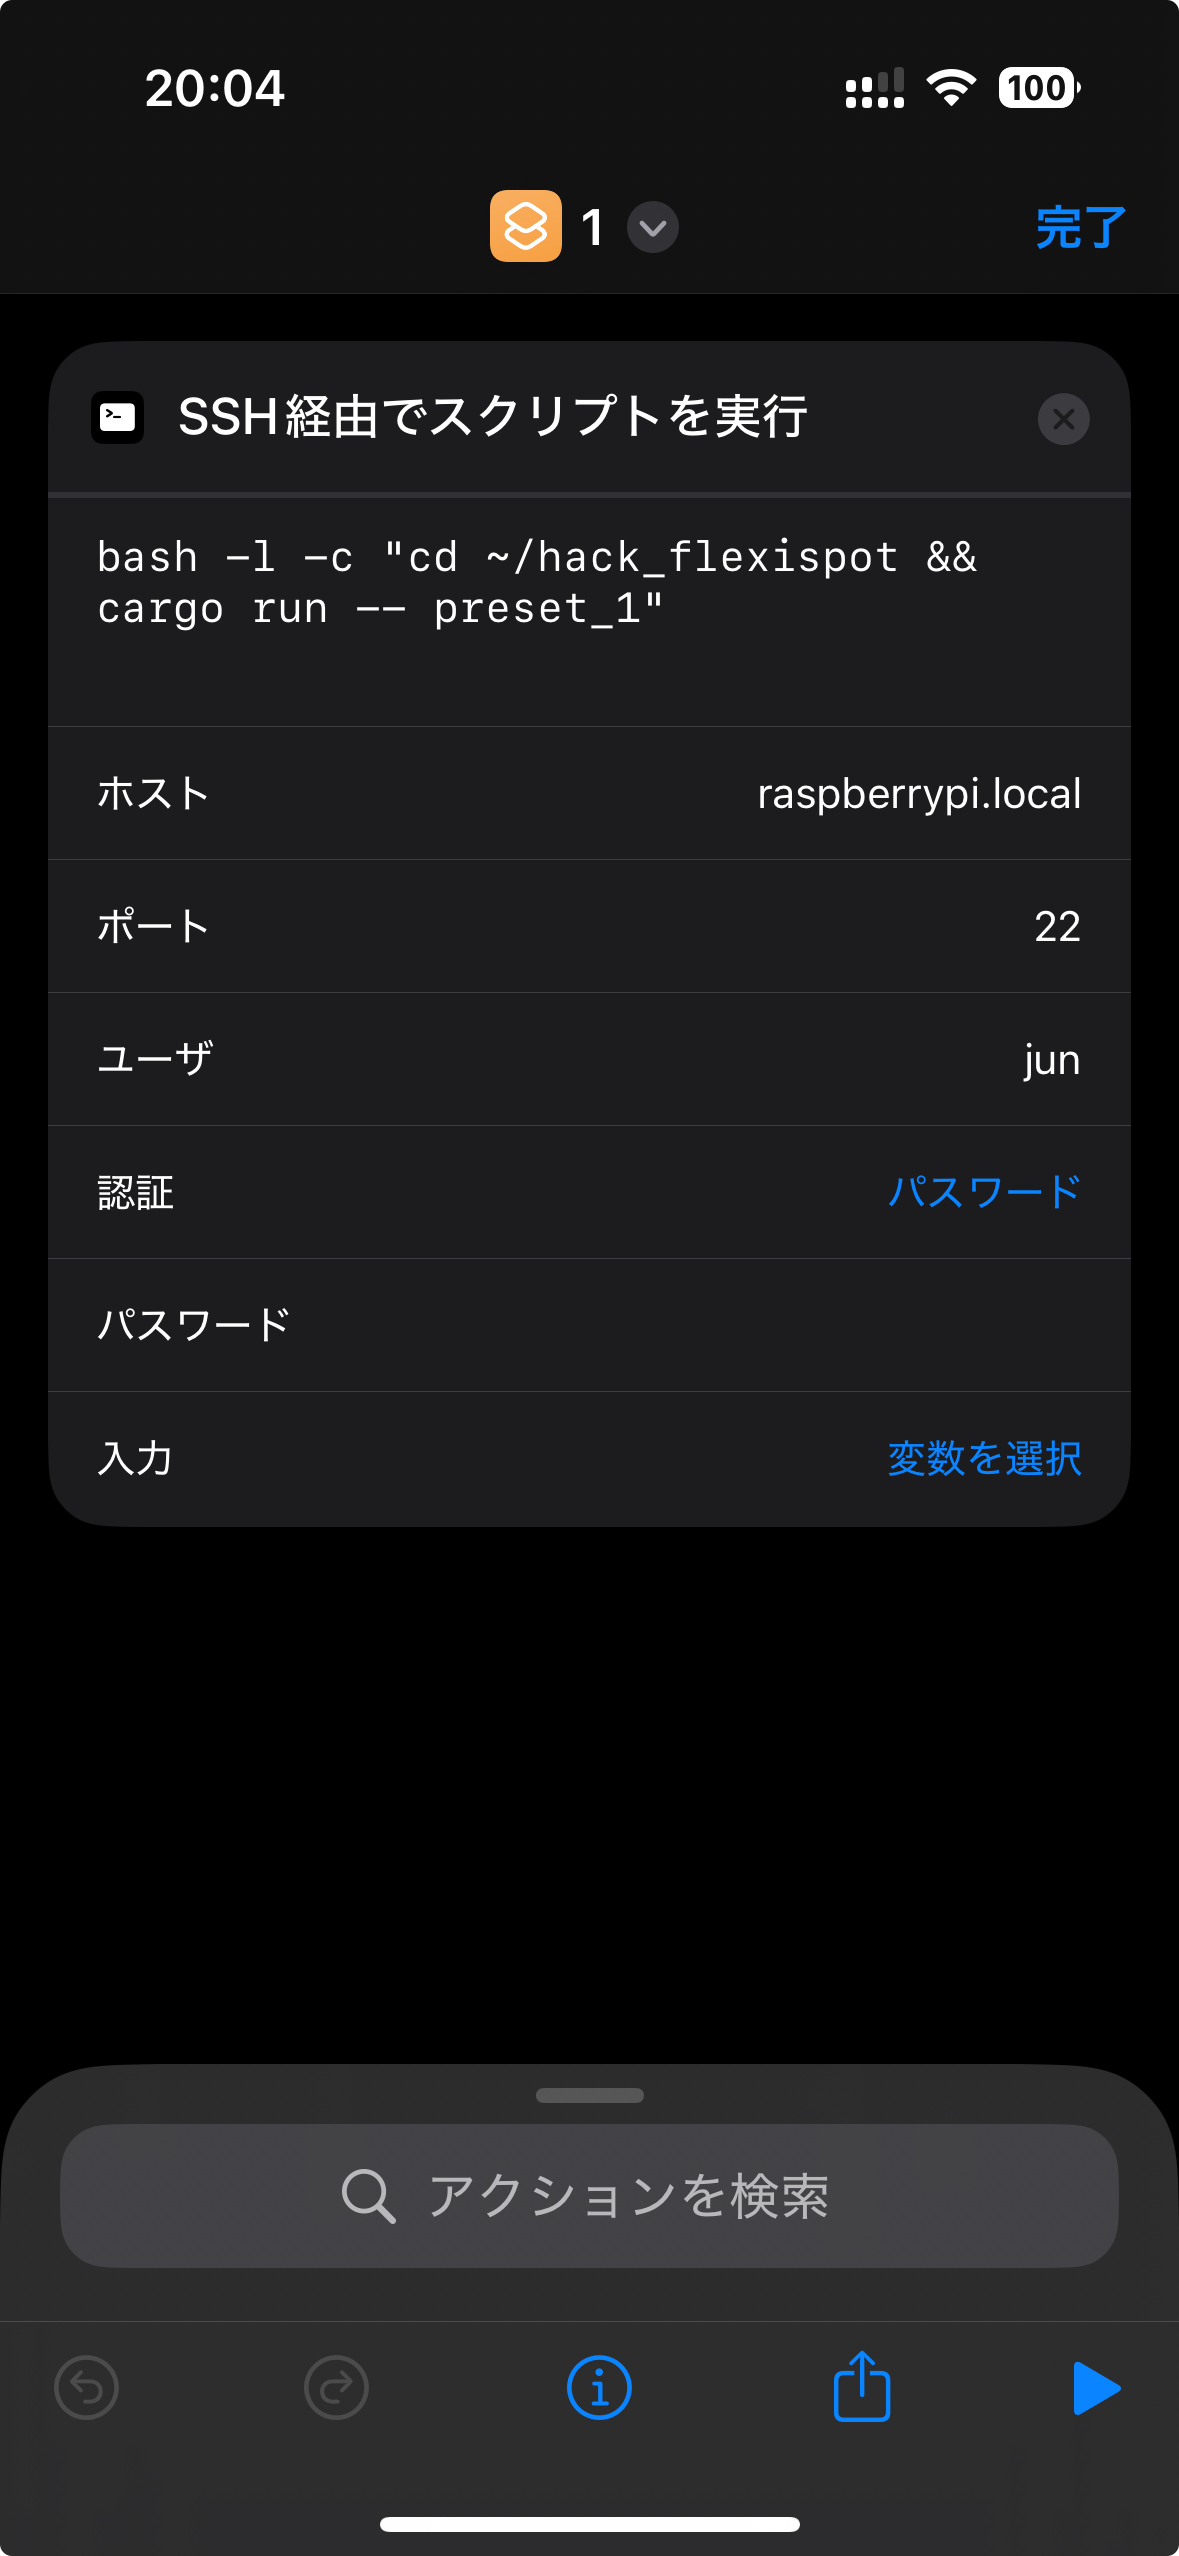 20:04
100
1
完了
SSH経由でスクリプトを実行
bash -l -c "cd ~/hack_flexispot &&
cargo run -- preset_1"
ホスト raspberrypi.local
ポート 22
ユーザ jun
認証 パスワード
パスワード
入力 変数を選択
アクションを検索